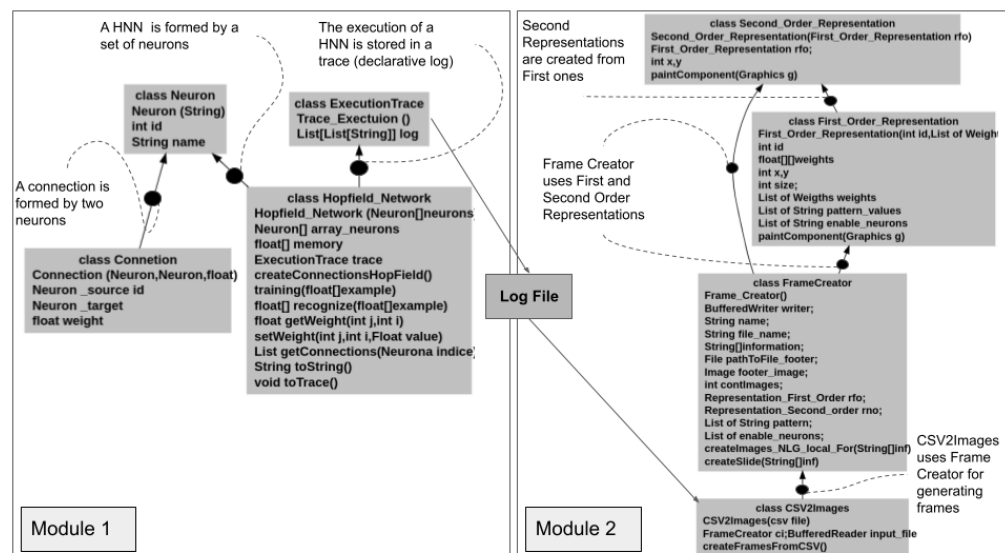 A HNN is formed by a
set of neurons
The execution of a
HNN is stored in a
trace (declarative log)
class Neuron
Neuron (String)
int id
String name
class ExecutionTrace
Trace_Exectuion ()
List[List[String]] log
A connection is
formed by two
neurons
class Connetion
Connection (Neuron,Neuron,float)
Neuron _source id
Neuron _target
float weight
class Hopfield_Network
Hopfield_Network (Neuron[]neurons)
Neuron[] array_neurons
float[] memory
ExecutionTrace trace
createConnectionsHopField()
training(float[]example)
float[] recognize(float[]example)
float getWeight(int j,int i)
setWeight(int j,int i,Float value)
List getConnections(Neurona indice)
String toString()
void toTrace()
Module 1
Log File
Second
Representations
are created from
First ones
class Second_Order_Representation
Second_Order_Representation(First_Order_Representation rfo)
First_Order_Representation rfo;
int x,y
paintComponent(Graphics g)
class First_Order_Representation
First_Order_Representation(int id,List of Weights
int id
float[][]weights
int x,y
int size;
List of Weigths weights
List of String pattern_values
List of String enable_neurons
paintComponent(Graphics g)
Frame Creator
uses First and
Second Order
Representations
class FrameCreator
Frame_Creator()
BufferedWriter writer;
String name;
String file_name;
String[]information;
File pathToFile_footer;
Image footer_image;
int contImages;
Representation_First_Order rfo;
Representation_Second_order rno;
List of String pattern;
List of enable_neurons;
createImages_NLG_local_For(String[]inf)
createSlide(String[]inf)
CSV2Images
uses Frame
Creator for
generating
frames
class CSV2Images
CSV2Images(csv file)
FrameCreator ci;BufferedReader input_file
createFramesFromCSV()
Module 2